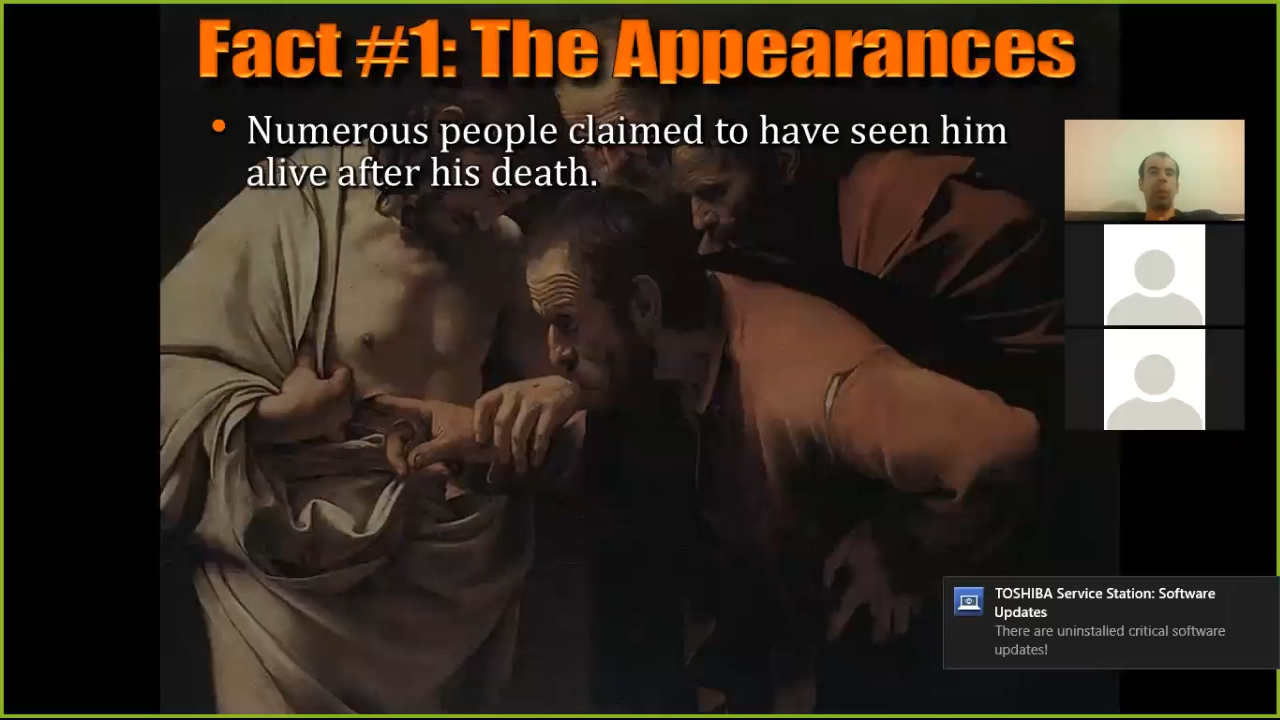 Fact #1: The Appearances
• Numerous people claimed to have seen him
alive after his death.
TOSHIBA Service Station: Software
Updates
There are uninstalled critical software
updates!